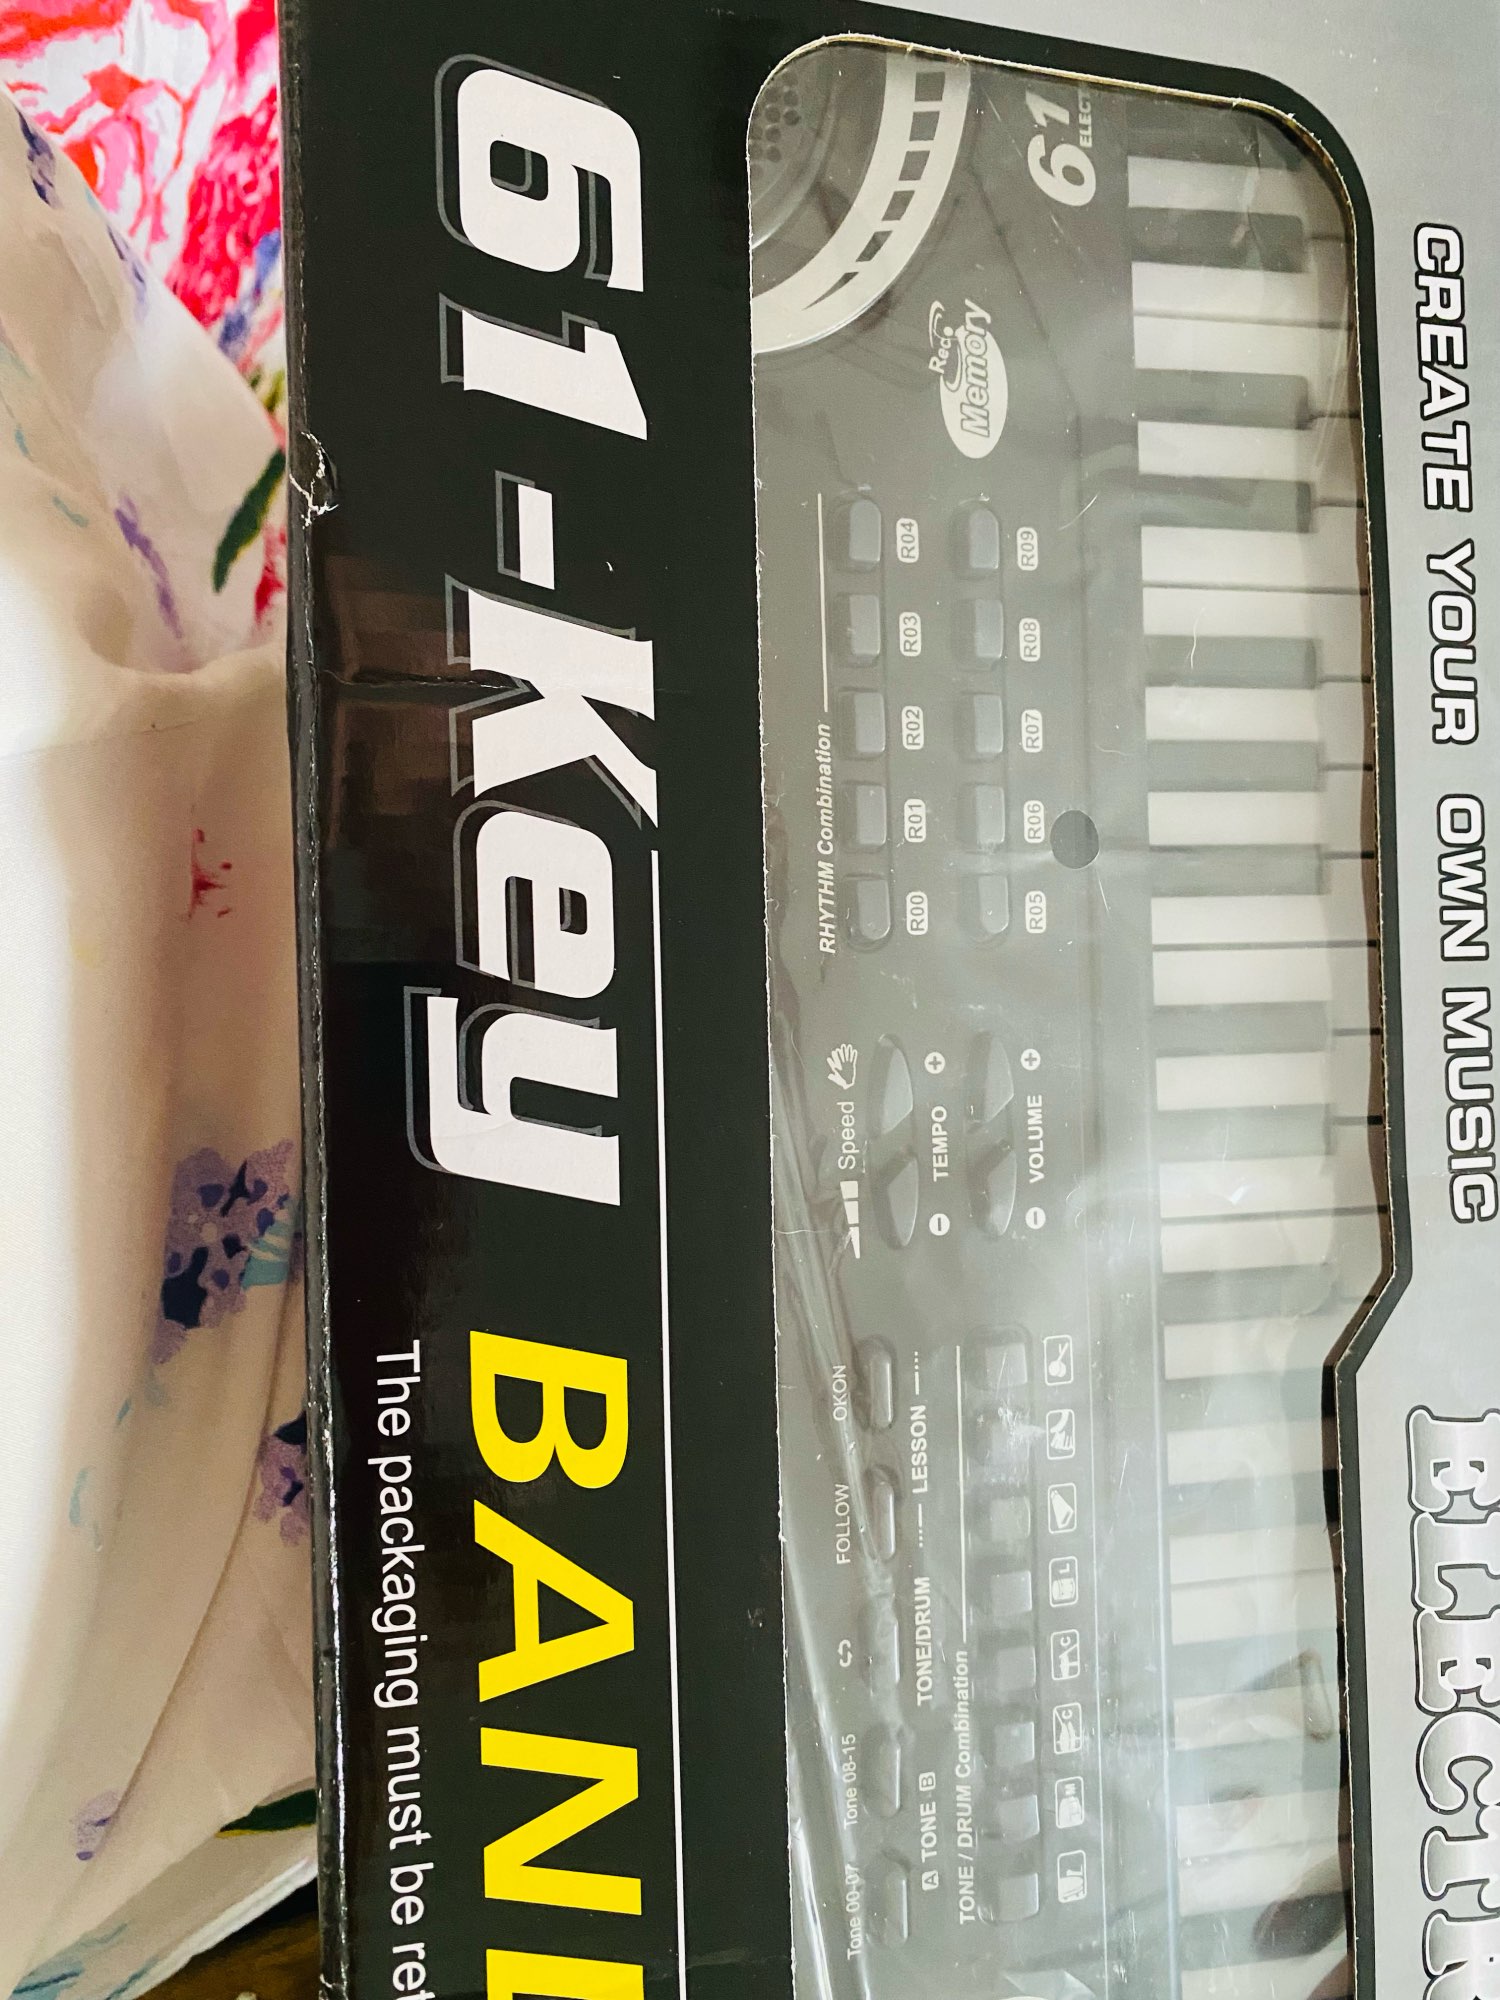 CREATE YOUR OWN MUSIC
ELECTR
61
ELECT
Rec.
Memory
RHYTHM Combination
R00 R01 R02 R03 R04
R05 R06 R07 R08 R09
Speed
TEMPO
− +
VOLUME
− +
Tone 00-07 Tone 08-15 FOLLOW OKON
A TONE B TONE/DRUM LESSON
TONE / DRUM Combination
M C C L
61-Key BAND
The packaging must be ret